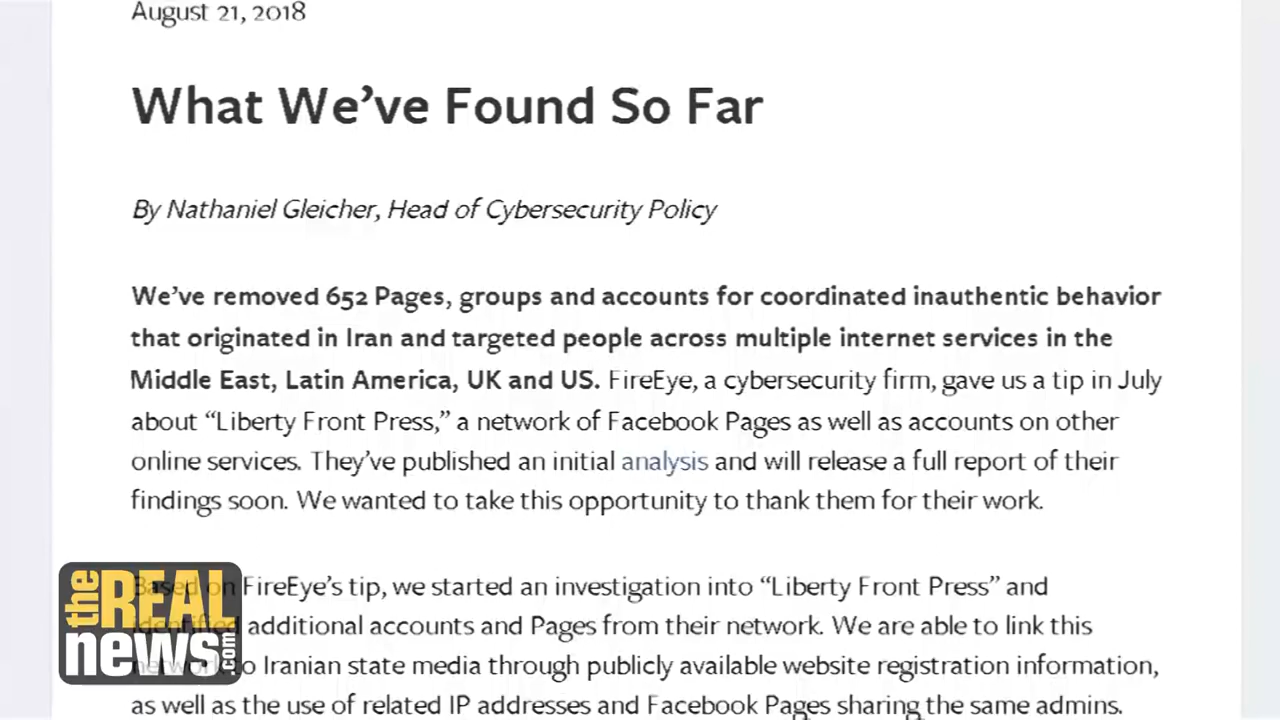 August 21, 2018
What We’ve Found So Far
By Nathaniel Gleicher, Head of Cybersecurity Policy
We’ve removed 652 Pages, groups and accounts for coordinated inauthentic behavior
that originated in Iran and targeted people across multiple internet services in the
Middle East, Latin America, UK and US. FireEye, a cybersecurity firm, gave us a tip in July
about “Liberty Front Press,” a network of Facebook Pages as well as accounts on other
online services. They’ve published an initial analysis and will release a full report of their
findings soon. We wanted to take this opportunity to thank them for their work.
Based on FireEye’s tip, we started an investigation into “Liberty Front Press” and
identified additional accounts and Pages from their network. We are able to link this
network to Iranian state media through publicly available website registration information,
as well as the use of related IP addresses and Facebook Pages sharing the same admins.
the REAL
news.com